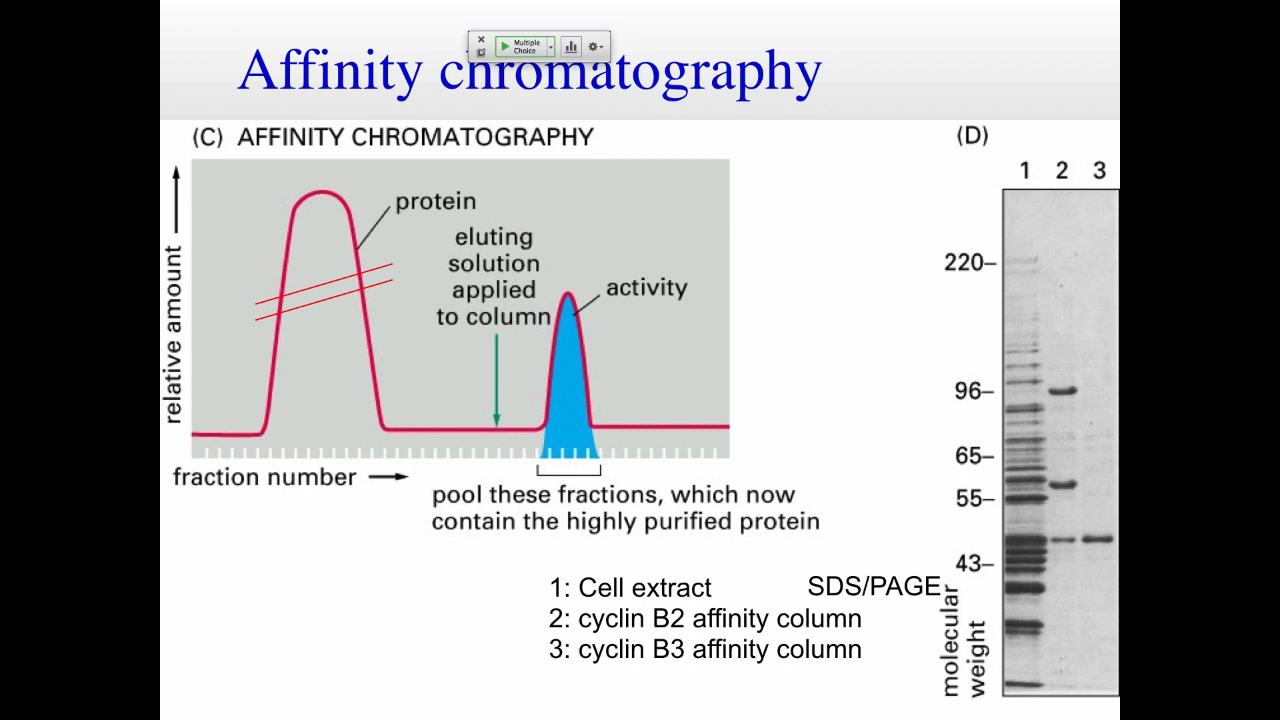 Multiple
Choice
Affinity chromatography
(C) AFFINITY CHROMATOGRAPHY
protein
eluting
solution
applied
to column
activity
relative amount
fraction number
pool these fractions, which now
contain the highly purified protein
1: Cell extract
2: cyclin B2 affinity column
3: cyclin B3 affinity column
SDS/PAGE
(D)
1 2 3
220–
96–
65–
55–
43–
molecular
weight